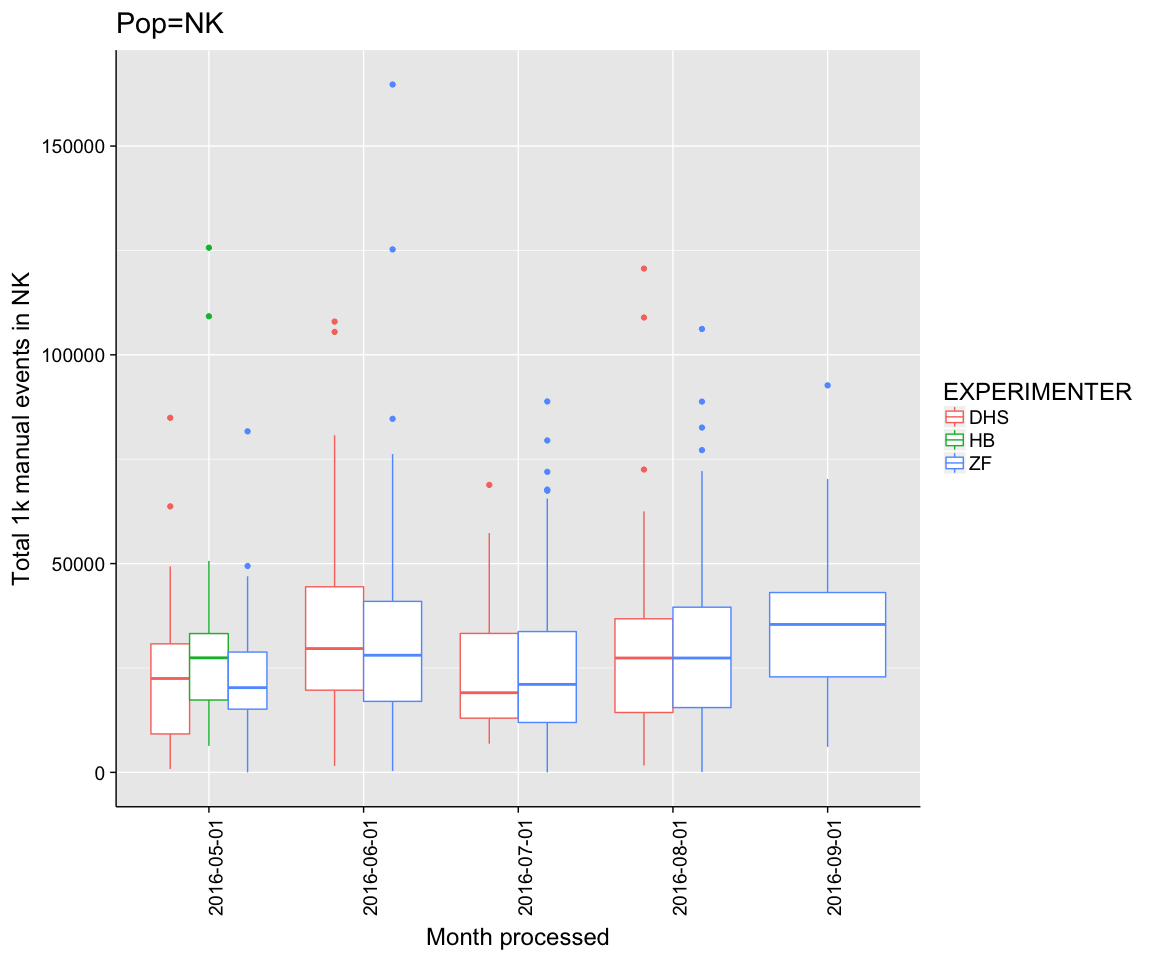 Pop=NK
Total 1k manual events in NK
150000
100000
50000
0
2016-05-01
2016-06-01
2016-07-01
2016-08-01
2016-09-01
Month processed
EXPERIMENTER
DHS
HB
ZF